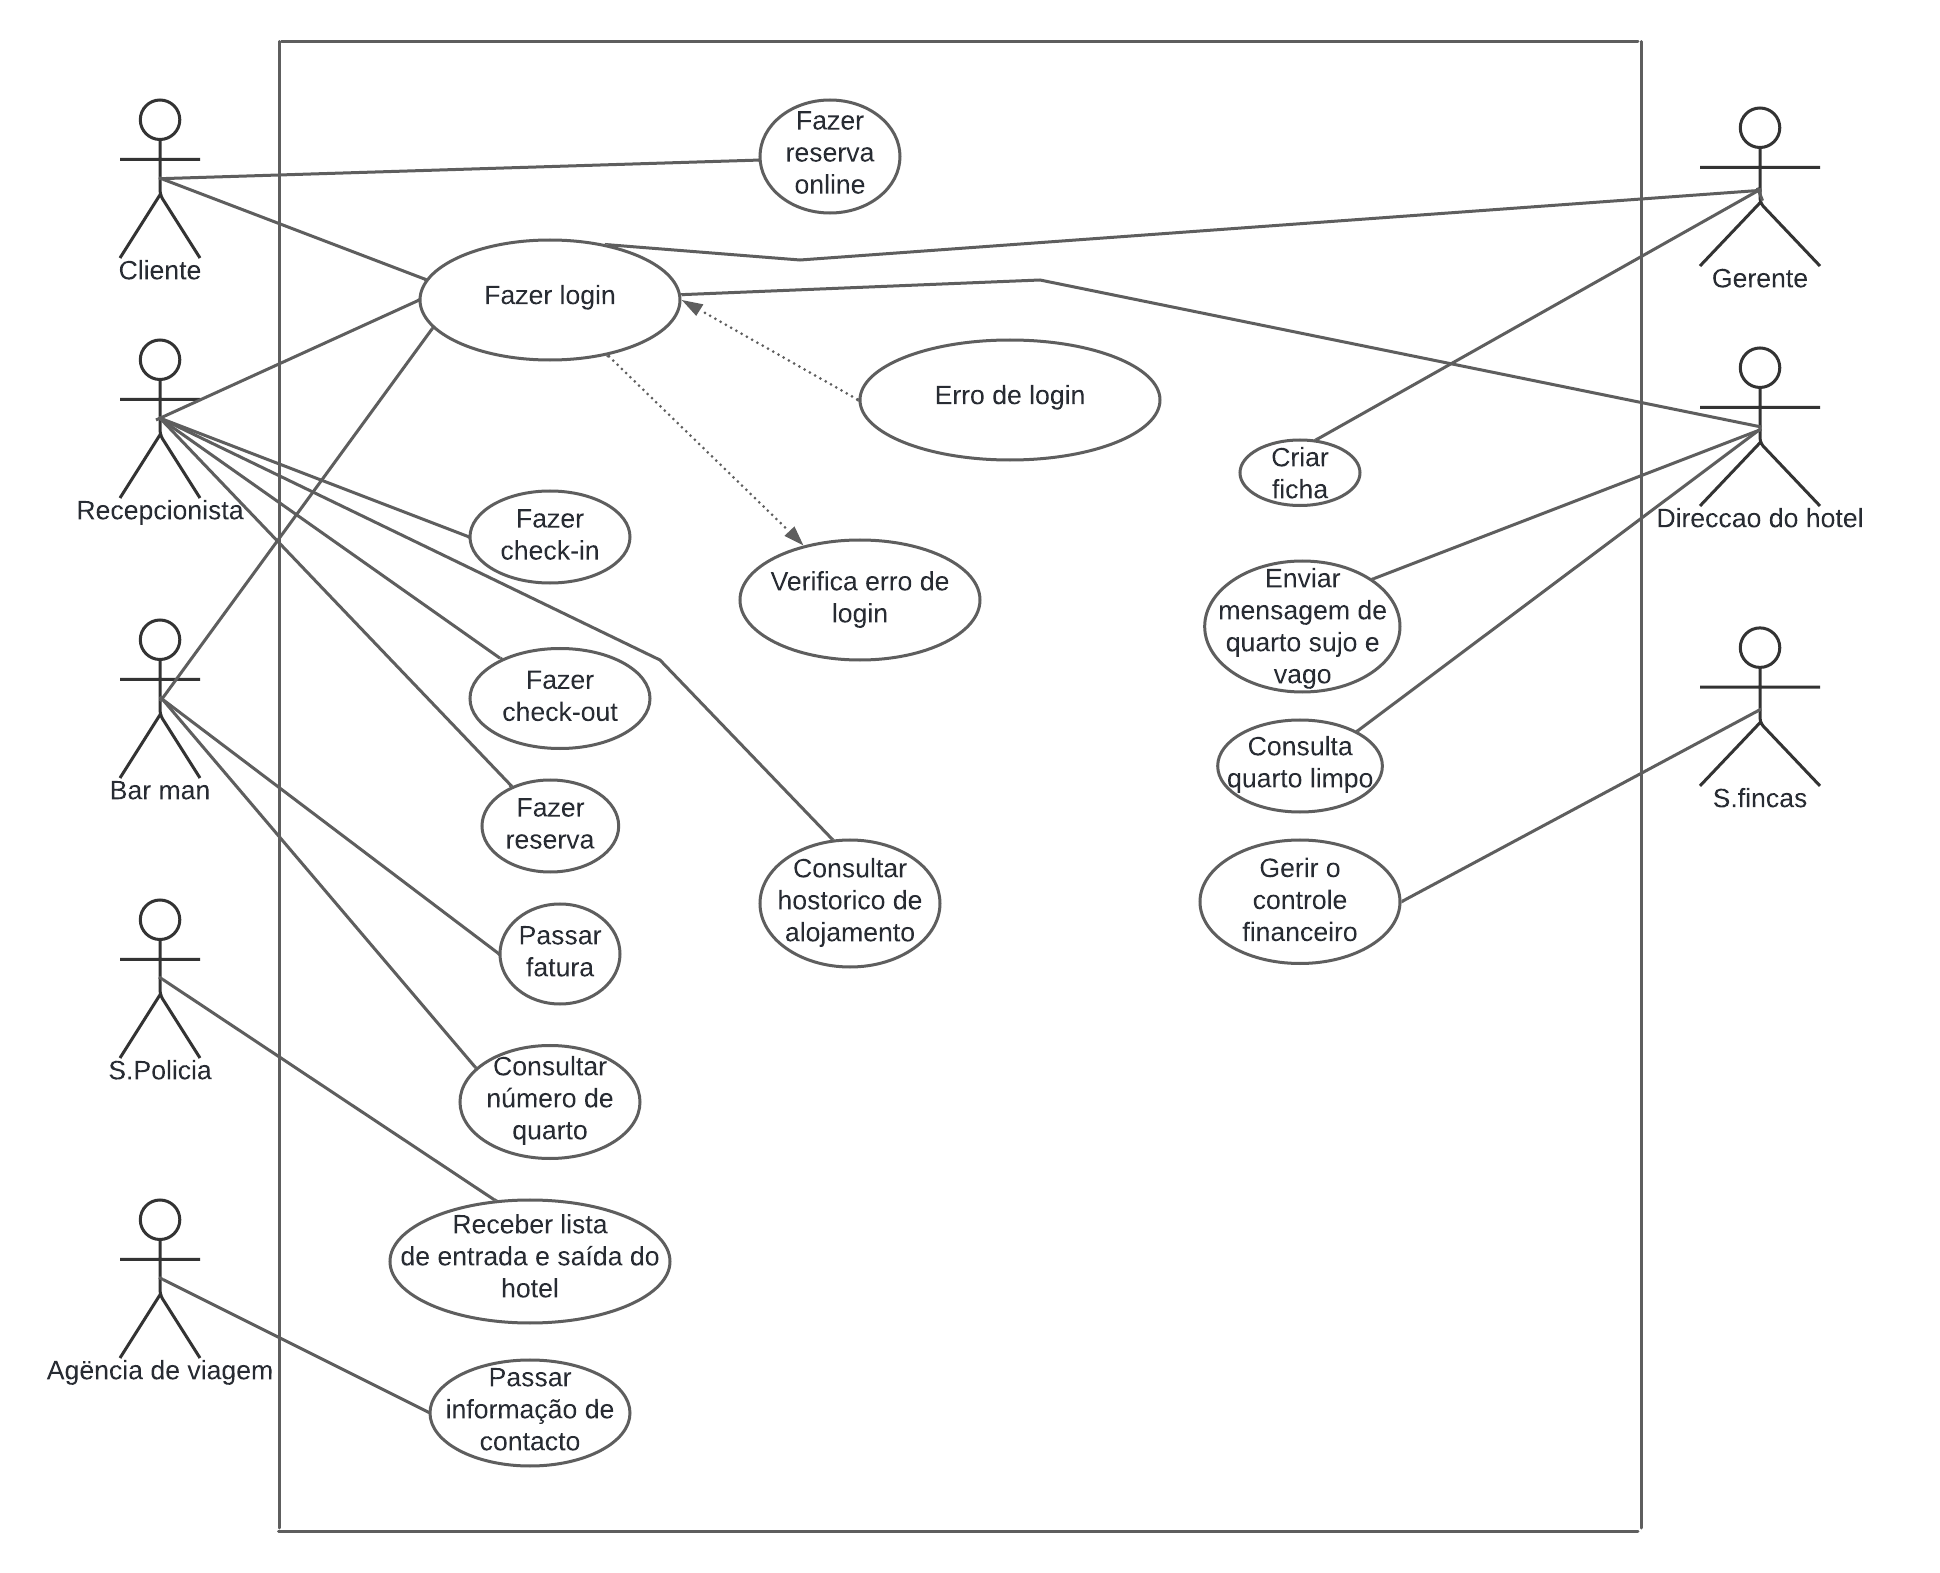 Fazer
reserva
online
Cliente
Gerente
Fazer login
Erro de login
Recepcionista
Criar
ficha
Direccao do hotel
Fazer
check-in
Verifica erro de
login
Enviar
mensagem de
quarto sujo e
vago
Fazer
check-out
Bar man
Consulta
quarto limpo
S.fincas
Fazer
reserva
Consultar
hostorico de
alojamento
Gerir o
controle
financeiro
Passar
fatura
S.Policia
Consultar
número de
quarto
Receber lista
de entrada e saída do
hotel
Agëncia de viagem
Passar
informação de
contacto